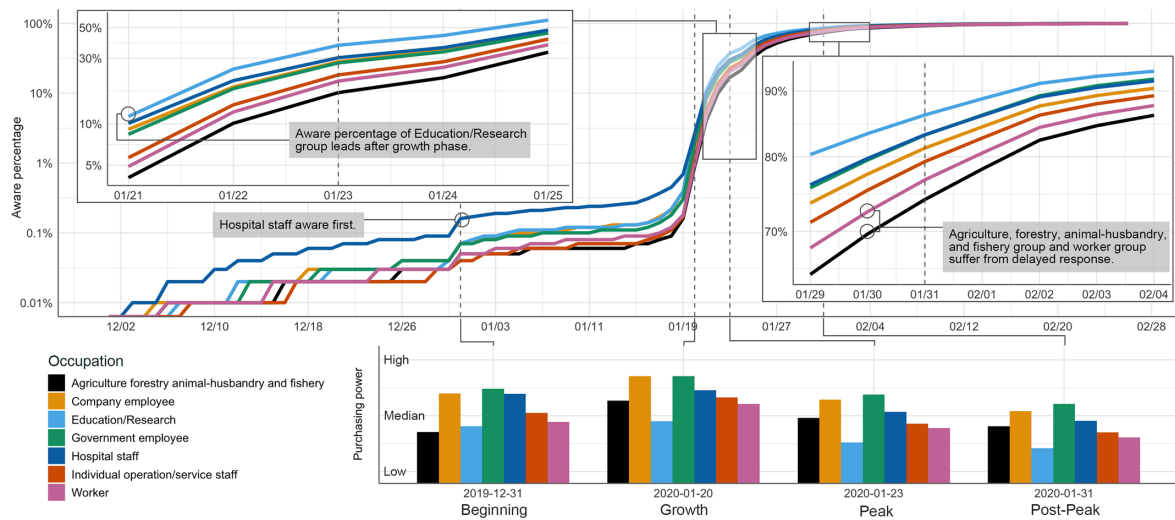 100%
10%
1%
0.1%
0.01%
Aware percentage
50%
30%
10%
5%
01/21
01/22
01/23
01/24
01/25
Aware percentage of Education/Research
group leads after growth phase.
Hospital staff aware first.
90%
80%
70%
Agriculture, forestry, animal-husbandry,
and fishery group and worker group
suffer from delayed response.
01/29
01/30
01/31
02/01
02/02
02/03
02/04
12/02
12/10
12/18
12/26
01/03
01/11
01/19
01/27
02/04
02/12
02/20
02/28
Occupation
Agriculture forestry animal-husbandry and fishery
Company employee
Education/Research
Government employee
Hospital staff
Individual operation/service staff
Worker
Purchasing power
High
Median
Low
2019-12-31
2020-01-20
2020-01-23
2020-01-31
Beginning
Growth
Peak
Post-Peak